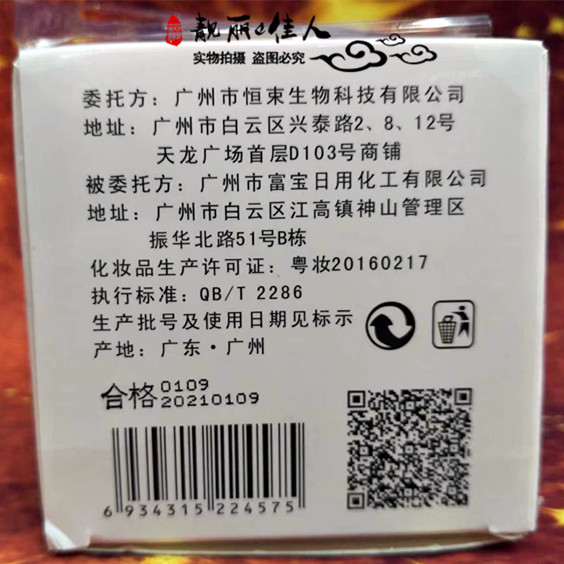 靓丽e佳人
实物拍摄 盗图必究
委托方：广州市恒束生物科技有限公司
地址：广州市白云区兴泰路2、8、12号
天龙广场首层D103号商铺
被委托方：广州市富宝日用化工有限公司
地址：广州市白云区江高镇神山管理区
振华北路51号B栋
化妆品生产许可证：粤妆20160217
执行标准：QB/T 2286
生产批号及使用日期见标示
产地：广东·广州
合格0109
20210109
6 934315 224575